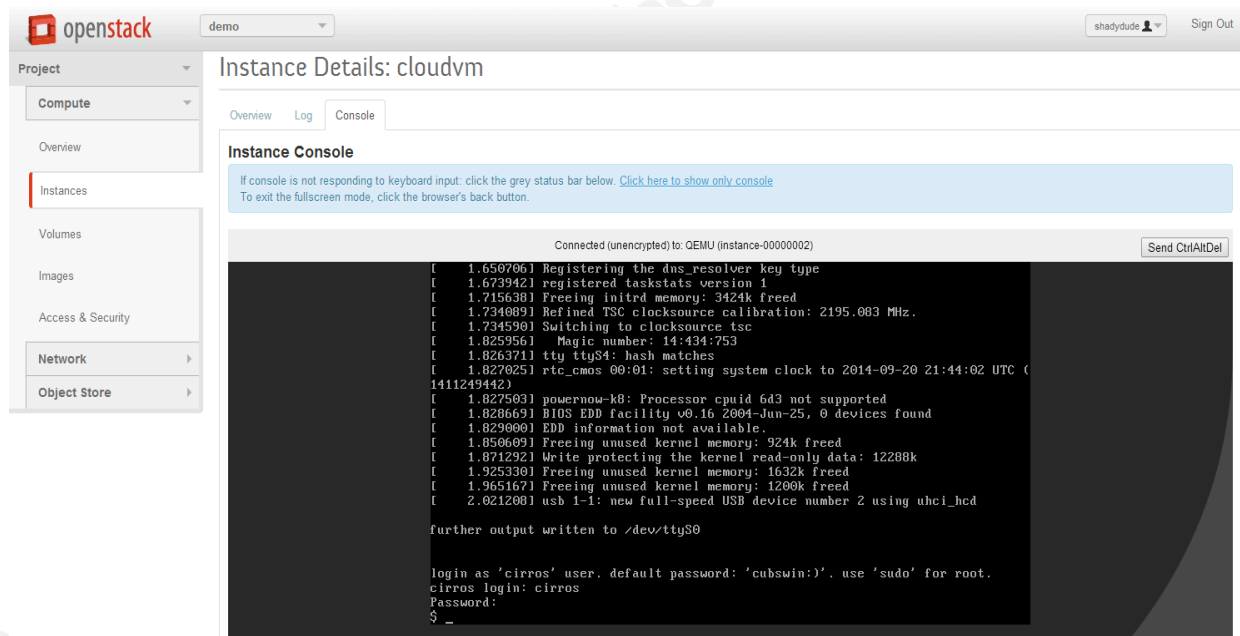 openstack
demo
shadydude
Sign Out
Project
Compute
Overview
Instances
Volumes
Images
Access & Security
Network
Object Store
Instance Details: cloudvm
Overview Log Console
Instance Console
If console is not responding to keyboard input: click the grey status bar below. Click here to show only console
To exit the fullscreen mode, click the browser's back button.
Connected (unencrypted) to: QEMU (instance-00000002)
Send CtrlAltDel
[    1.650706] Registering the dns_resolver key type
[    1.673942] registered taskstats version 1
[    1.715638] Freeing initrd memory: 3424k freed
[    1.734089] Refined TSC clocksource calibration: 2195.083 MHz.
[    1.734590] Switching to clocksource tsc
[    1.825956]   Magic number: 14:434:753
[    1.826371] tty ttyS4: hash matches
[    1.827025] rtc_cmos 00:01: setting system clock to 2014-09-20 21:44:02 UTC (
1411249442)
[    1.827503] powernow-k8: Processor cpuid 6d3 not supported
[    1.828669] BIOS EDD facility v0.16 2004-Jun-25, 0 devices found
[    1.829000] EDD information not available.
[    1.850609] Freeing unused kernel memory: 924k freed
[    1.871292] Write protecting the kernel read-only data: 12288k
[    1.925330] Freeing unused kernel memory: 1632k freed
[    1.965167] Freeing unused kernel memory: 1200k freed
[    2.021208] usb 1-1: new full-speed USB device number 2 using uhci_hcd
further output written to /dev/ttyS0
login as 'cirros' user. default password: 'cubswin:)'. use 'sudo' for root.
cirros login: cirros
Password:
$ _